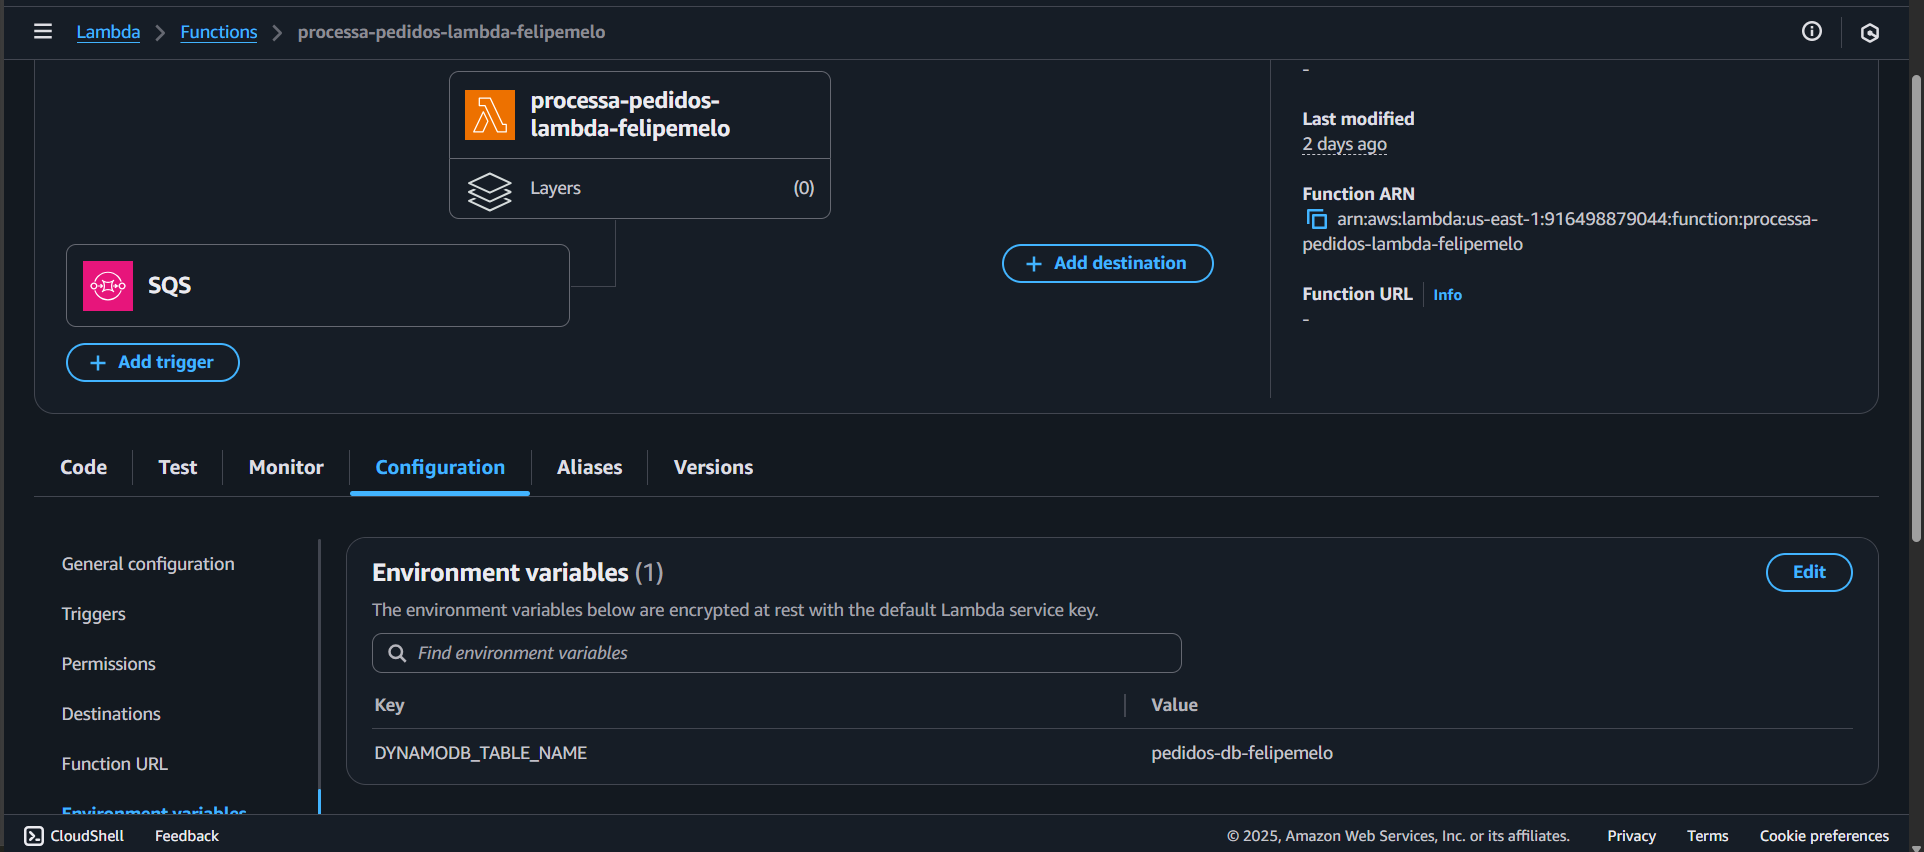 Lambda
Functions
processa-pedidos-lambda-felipemelo
processa-pedidos-
lambda-felipemelo
Layers
(0)
SQS
+ Add trigger
+ Add destination
-
Last modified
2 days ago
Function ARN
arn:aws:lambda:us-east-1:916498879044:function:processa-
pedidos-lambda-felipemelo
Function URL
Info
-
Code
Test
Monitor
Configuration
Aliases
Versions
General configuration
Triggers
Permissions
Destinations
Function URL
Environment variables
Environment variables (1)
Edit
The environment variables below are encrypted at rest with the default Lambda service key.
Find environment variables
Key
Value
DYNAMODB_TABLE_NAME
pedidos-db-felipemelo
CloudShell
Feedback
© 2025, Amazon Web Services, Inc. or its affiliates.
Privacy
Terms
Cookie preferences